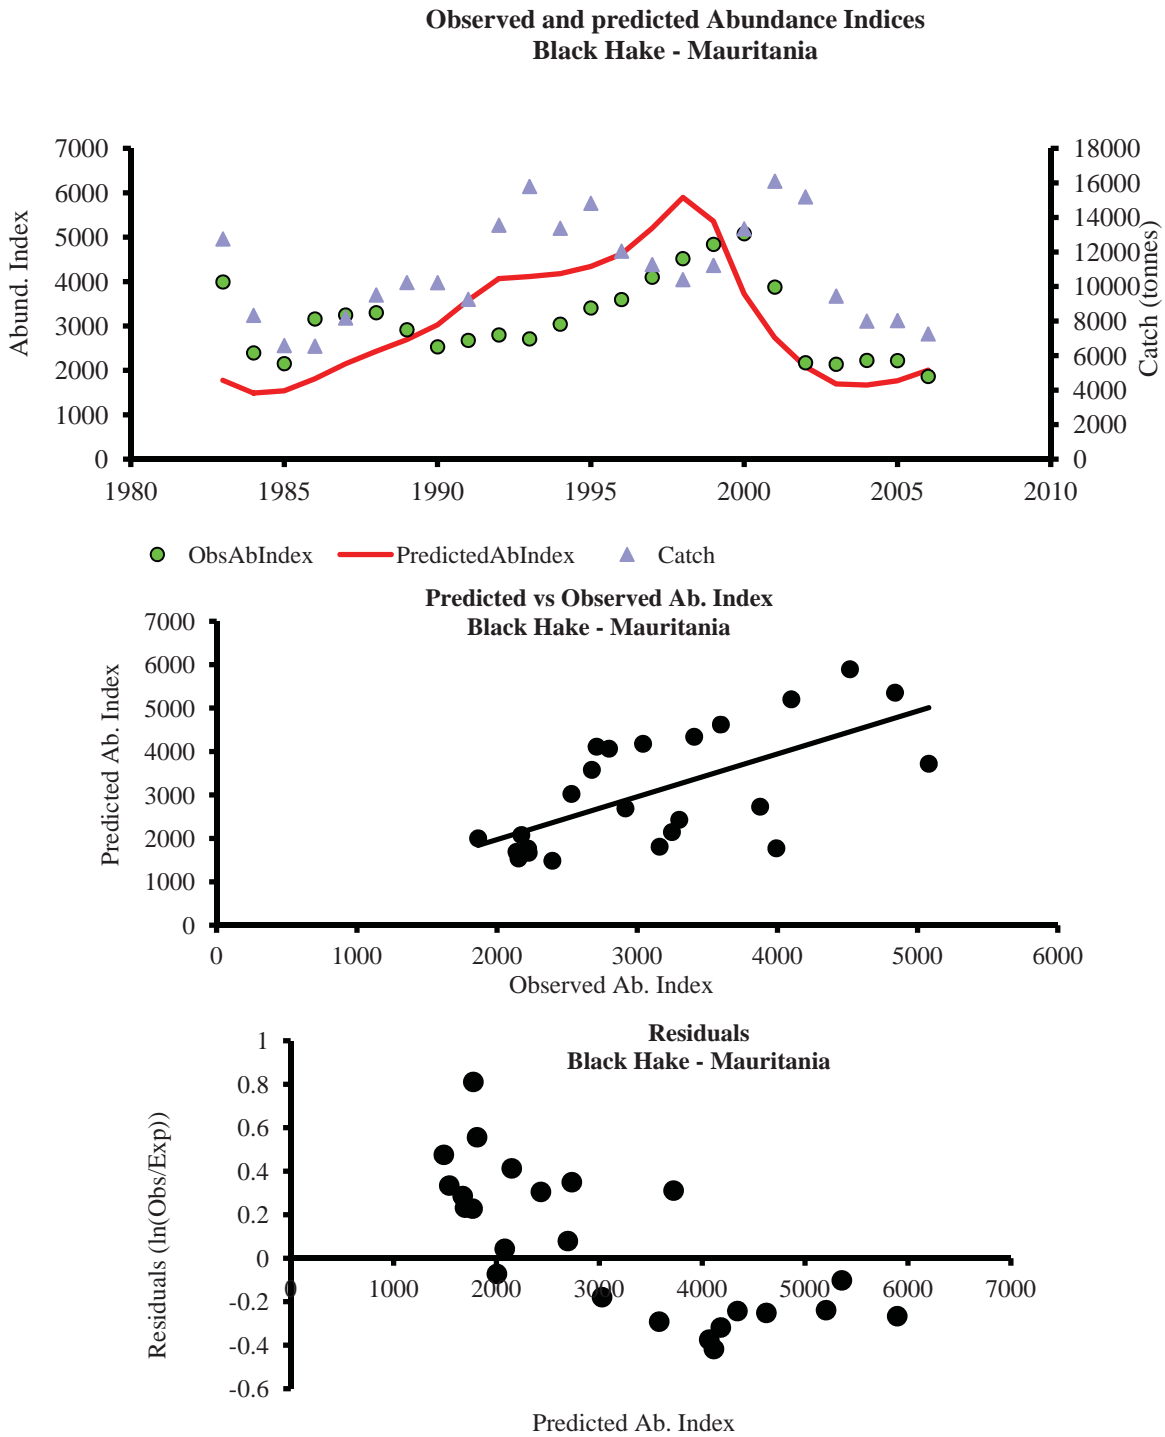 Observed and predicted Abundance Indices
Black Hake - Mauritania
7000
6000
5000
4000
3000
2000
1000
0
Abund. Index
18000
16000
14000
12000
10000
8000
6000
4000
2000
0
Catch (tonnes)
1980 1985 1990 1995 2000 2005 2010
ObsAbIndex PredictedAbIndex Catch
Predicted vs Observed Ab. Index
Black Hake - Mauritania
7000
6000
5000
4000
3000
2000
1000
0
Predicted Ab. Index
0 1000 2000 3000 4000 5000 6000
Observed Ab. Index
Residuals
Black Hake - Mauritania
1
0.8
0.6
0.4
0.2
0
-0.2
-0.4
-0.6
Residuals (ln(Obs/Exp))
0 1000 2000 3000 4000 5000 6000 7000
Predicted Ab. Index